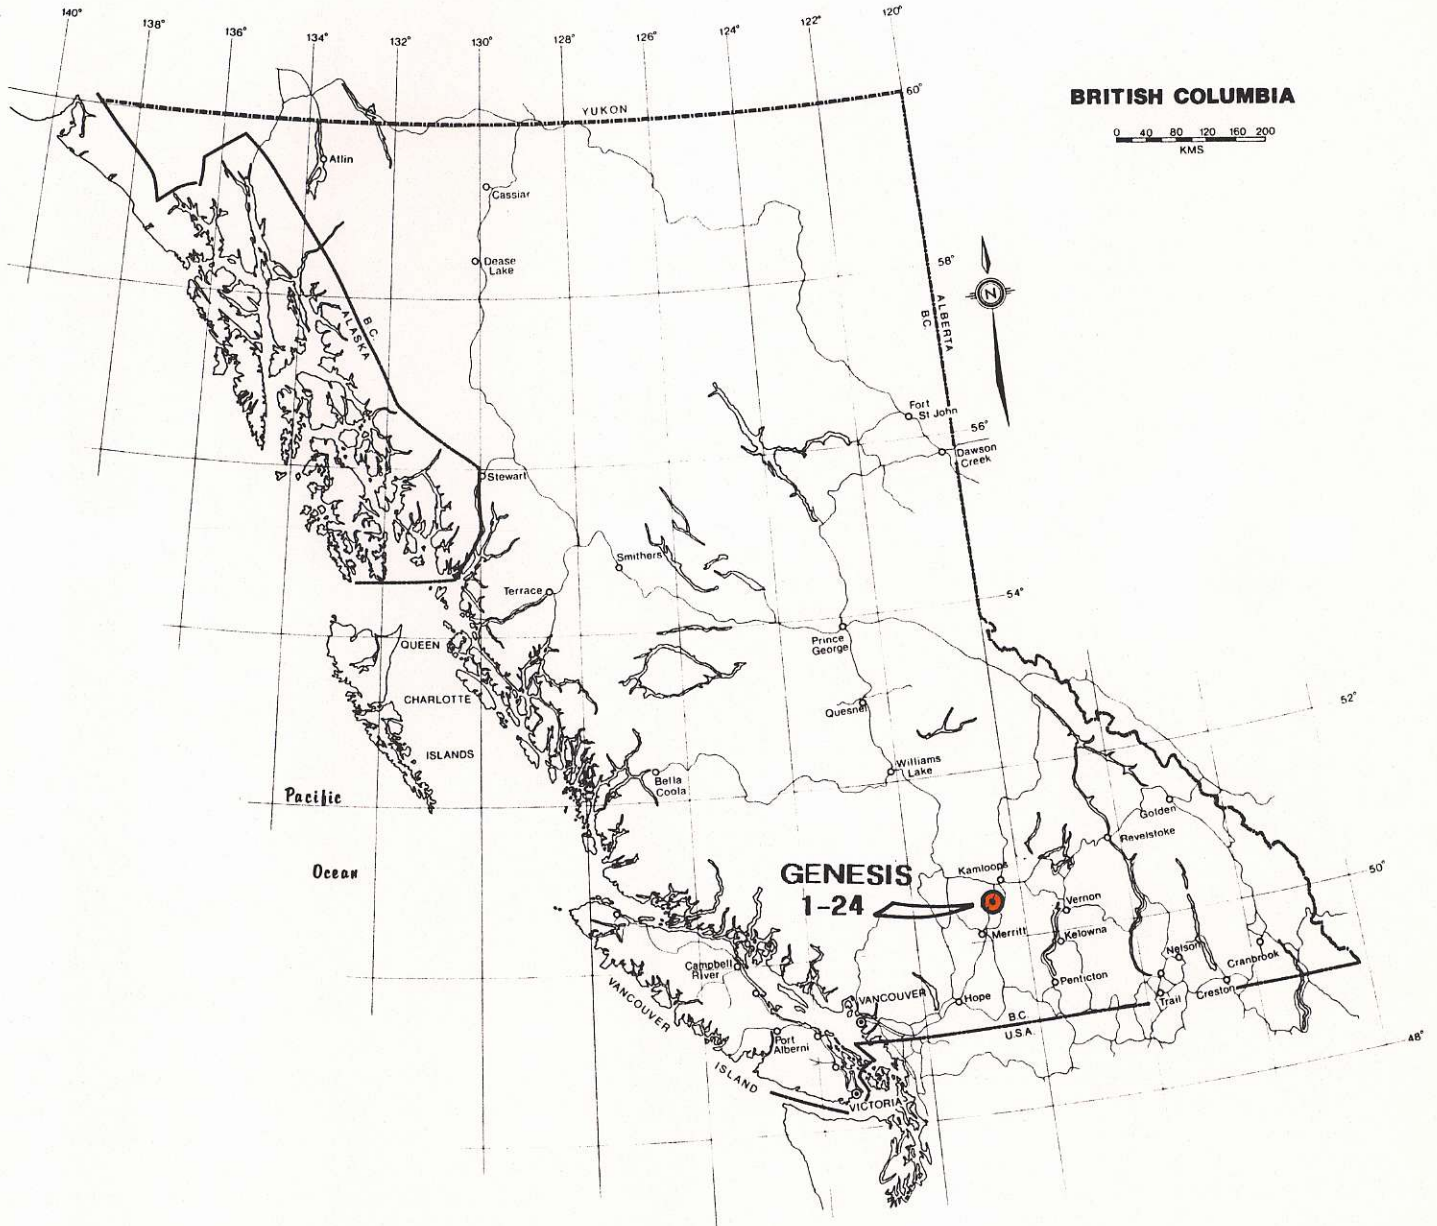 140°
138°
136°
134°
132°
130°
128°
126°
124°
122°
120°
60°
YUKON
BRITISH COLUMBIA
0 40 80 120 160 200
KMS
Atlin
Cassiar
Dease
Lake
58°
N
B.C.
ALASKA
ALBERTA
B.C.
Fort
St John
56°
Dawson
Creek
Stewart
Smithers
Terrace
54°
Prince
George
QUEEN
CHARLOTTE
ISLANDS
Quesnel
52°
Williams
Lake
Bella
Coola
Pacific
Ocean
Golden
Revelstoke
Kamloops
50°
GENESIS
1-24
Vernon
Merritt
Kelowna
Nelson
Cranbrook
Campbell
River
Penticton
VANCOUVER
Hope
Trail
Creston
VANCOUVER
ISLAND
B.C.
U.S.A.
Port
Alberni
48°
VICTORIA